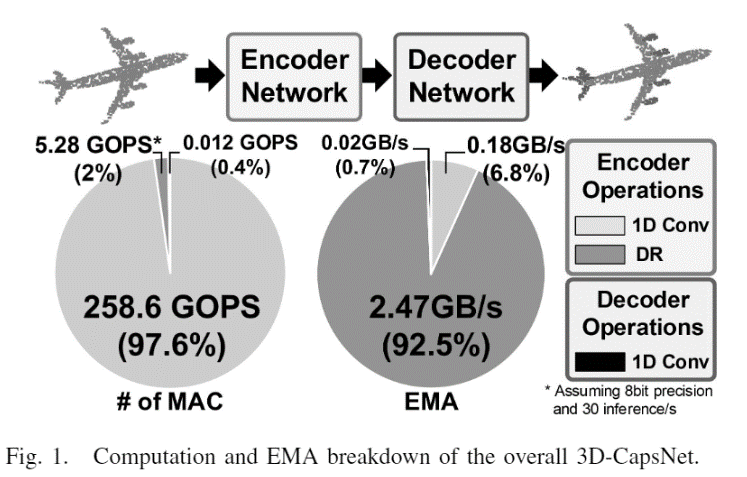 Encoder
Network
Decoder
Network
5.28 GOPS*
(2%)
0.012 GOPS
(0.4%)
0.02GB/s
(0.7%)
0.18GB/s
(6.8%)
258.6 GOPS
(97.6%)
2.47GB/s
(92.5%)
# of MAC
EMA
Encoder
Operations
1D Conv
DR
Decoder
Operations
1D Conv
* Assuming 8bit precision
and 30 inference/s
Fig. 1. Computation and EMA breakdown of the overall 3D-CapsNet.